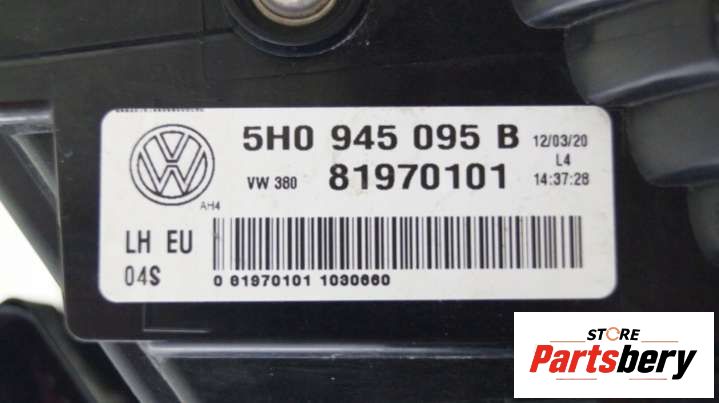 5H0 945 095 B 12/03/20
VW 380 81970101 L4
14:37:28
AH4
LH EU
04S
0 81970101 1030660
STORE
Partsbery